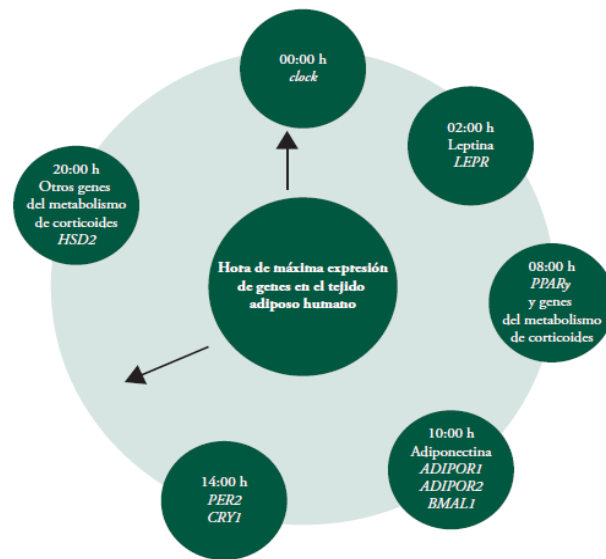 00:00 h
clock
02:00 h
Leptina
LEPR
08:00 h
PPARy
y genes
del metabolismo
de corticoides
10:00 h
Adiponectina
ADIPOR1
ADIPOR2
BMAL1
14:00 h
PER2
CRY1
20:00 h
Otros genes
del metabolismo
de corticoides
HSD2
Hora de máxima expresión
de genes en el tejido
adiposo humano